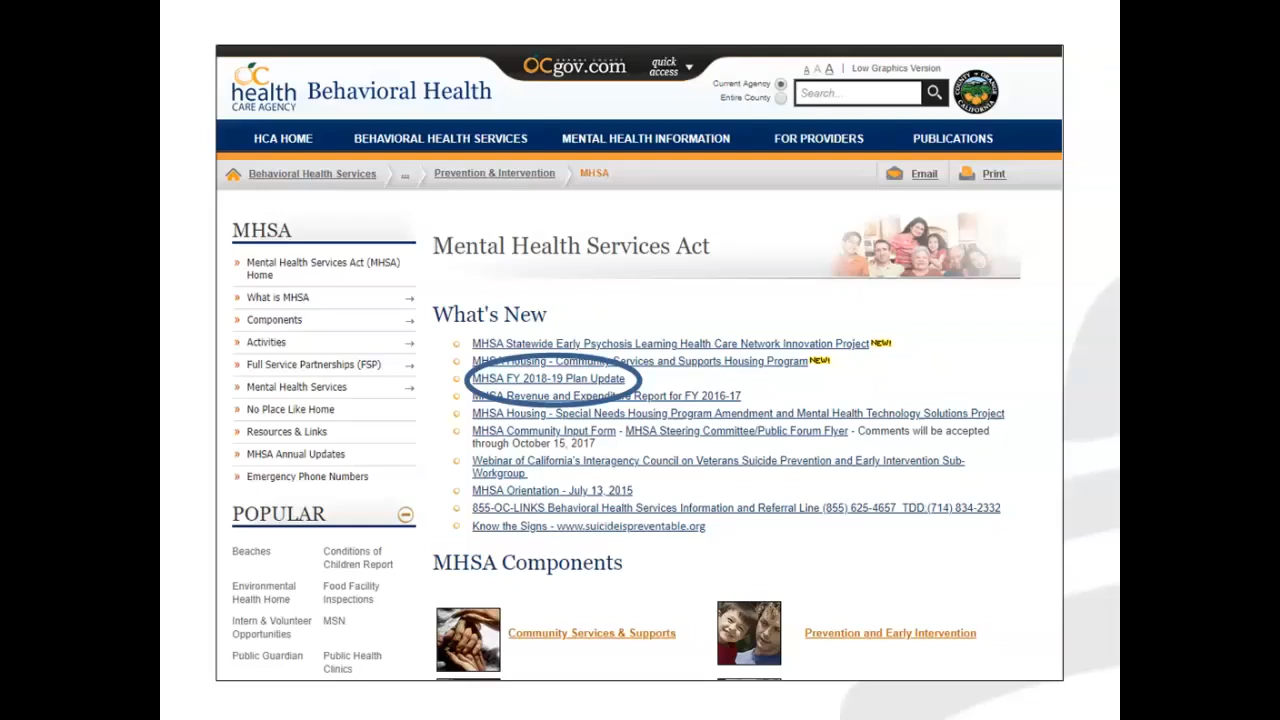 OCgov.com
quick
access
OC
health
CARE AGENCY
Behavioral Health
Current Agency
Entire County
A A A | Low Graphics Version
Search...
HCA HOME
BEHAVIORAL HEALTH SERVICES
MENTAL HEALTH INFORMATION
FOR PROVIDERS
PUBLICATIONS
Behavioral Health Services
...
Prevention & Intervention
MHSA
Email
Print
MHSA
Mental Health Services Act (MHSA)
Home
What is MHSA
Components
Activities
Full Service Partnerships (FSP)
Mental Health Services
No Place Like Home
Resources & Links
MHSA Annual Updates
Emergency Phone Numbers
POPULAR
Beaches
Conditions of
Children Report
Environmental
Health Home
Food Facility
Inspections
Intern & Volunteer
Opportunities
MSN
Public Guardian
Public Health
Clinics
Mental Health Services Act
What's New
MHSA Statewide Early Psychosis Learning Health Care Network Innovation Project NEW!
MHSA Housing - Community Services and Supports Housing Program NEW!
MHSA FY 2018-19 Plan Update
MHSA Revenue and Expenditure Report for FY 2016-17
MHSA Housing - Special Needs Housing Program Amendment and Mental Health Technology Solutions Project
MHSA Community Input Form - MHSA Steering Committee/Public Forum Flyer - Comments will be accepted
through October 15, 2017
Webinar of California's Interagency Council on Veterans Suicide Prevention and Early Intervention Sub-
Workgroup
MHSA Orientation - July 13, 2015
855-OC-LINKS Behavioral Health Services Information and Referral Line (855) 625-4657 TDD (714) 834-2332
Know the Signs - www.suicideispreventable.org
MHSA Components
Community Services & Supports
Prevention and Early Intervention